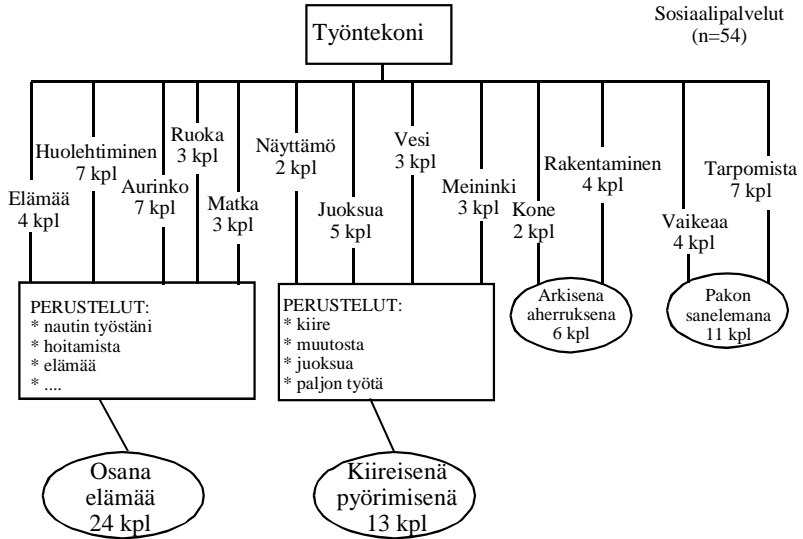 Työntekoni
Sosiaalipalvelut
(n=54)
Elämää
4 kpl
Huolehtiminen
7 kpl
Aurinko
7 kpl
Ruoka
3 kpl
Matka
3 kpl
Näyttämö
2 kpl
Juoksua
5 kpl
Vesi
3 kpl
Meininki
3 kpl
Kone
2 kpl
Rakentaminen
4 kpl
Vaikeaa
4 kpl
Tarpomista
7 kpl
PERUSTELUT:
* nautin työstäni
* hoitamista
* elämää
* ....
PERUSTELUT:
* kiire
* muutosta
* juoksua
* paljon työtä
Arkisena
aherruksena
6 kpl
Pakon
sanelemana
11 kpl
Osana
elämää
24 kpl
Kiireisenä
pyörimisenä
13 kpl